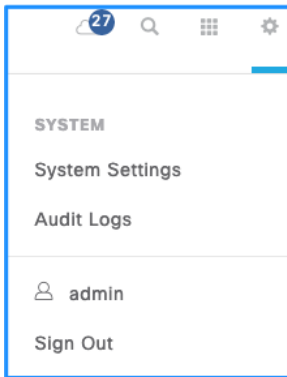 27
SYSTEM
System Settings
Audit Logs
admin
Sign Out